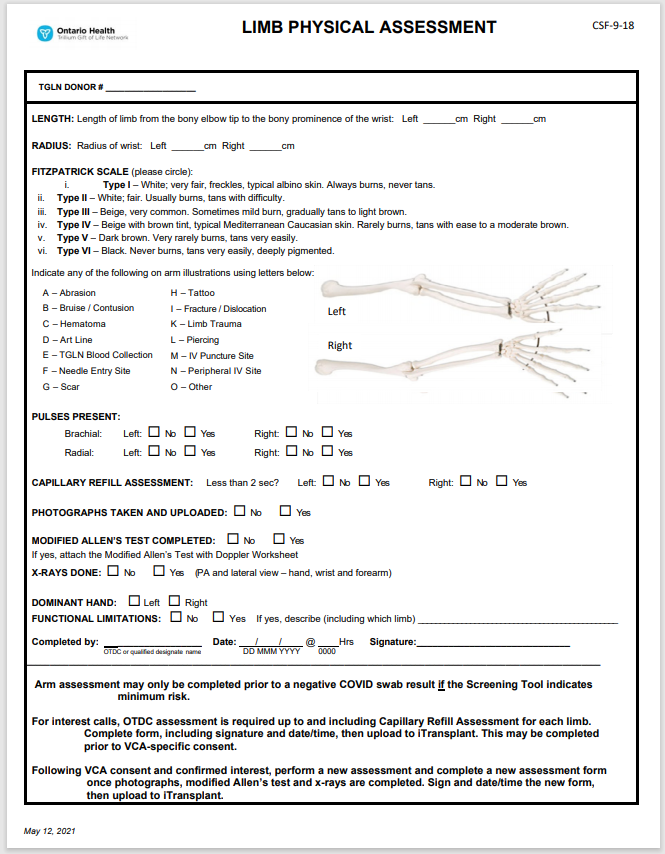 Ontario Health
Trillium Gift of Life Network
LIMB PHYSICAL ASSESSMENT
CSF-9-18
TGLN DONOR # __________________
LENGTH: Length of limb from the bony elbow tip to the bony prominence of the wrist: Left ______cm Right ______cm
RADIUS: Radius of wrist: Left ______cm Right ______cm
FITZPATRICK SCALE (please circle):
i. Type I – White; very fair, freckles, typical albino skin. Always burns, never tans.
ii. Type II – White; fair. Usually burns, tans with difficulty.
iii. Type III – Beige, very common. Sometimes mild burn, gradually tans to light brown.
iv. Type IV – Beige with brown tint, typical Mediterranean Caucasian skin. Rarely burns, tans with ease to a moderate brown.
v. Type V – Dark brown. Very rarely burns, tans very easily.
vi. Type VI – Black. Never burns, tans very easily, deeply pigmented.
Indicate any of the following on arm illustrations using letters below:
A – Abrasion H – Tattoo
B – Bruise / Contusion I – Fracture / Dislocation
C – Hematoma K – Limb Trauma
D – Art Line L – Piercing
E – TGLN Blood Collection M – IV Puncture Site
F – Needle Entry Site N – Peripheral IV Site
G – Scar O – Other
Left
Right
PULSES PRESENT:
Brachial: Left: ☐ No ☐ Yes Right: ☐ No ☐ Yes
Radial: Left: ☐ No ☐ Yes Right: ☐ No ☐ Yes
CAPILLARY REFILL ASSESSMENT: Less than 2 sec? Left: ☐ No ☐ Yes Right: ☐ No ☐ Yes
PHOTOGRAPHS TAKEN AND UPLOADED: ☐ No ☐ Yes
MODIFIED ALLEN'S TEST COMPLETED: ☐ No ☐ Yes
If yes, attach the Modified Allen's Test with Doppler Worksheet
X-RAYS DONE: ☐ No ☐ Yes (PA and lateral view – hand, wrist and forearm)
DOMINANT HAND: ☐ Left ☐ Right
FUNCTIONAL LIMITATIONS: ☐ No ☐ Yes If yes, describe (including which limb) ____________________
Completed by: ____________________ Date: ___/____/____ @ ____Hrs Signature:____________________
OTDC or qualified designate name DD MMM YYYY 0000
Arm assessment may only be completed prior to a negative COVID swab result if the Screening Tool indicates
minimum risk.
For interest calls, OTDC assessment is required up to and including Capillary Refill Assessment for each limb.
Complete form, including signature and date/time, then upload to iTransplant. This may be completed
prior to VCA-specific consent.
Following VCA consent and confirmed interest, perform a new assessment and complete a new assessment form
once photographs, modified Allen's test and x-rays are completed. Sign and date/time the new form,
then upload to iTransplant.
May 12, 2021